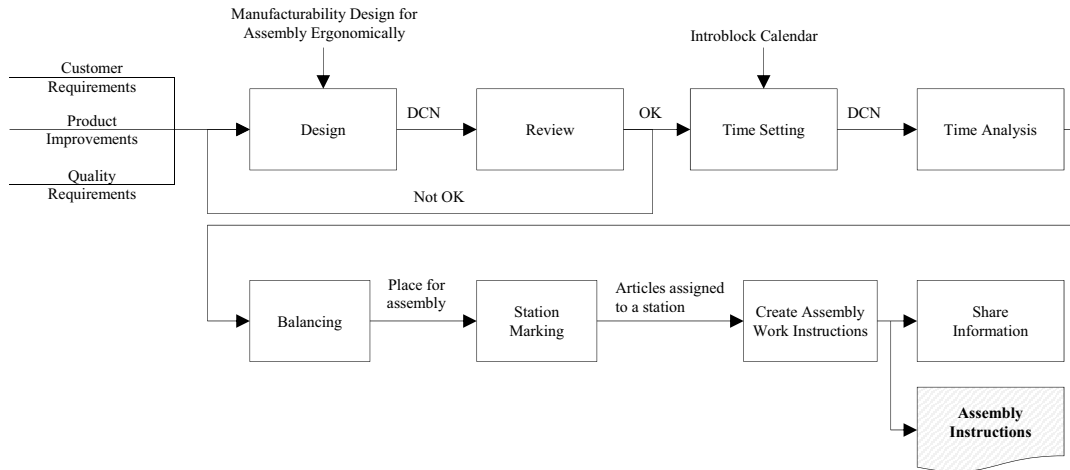 Manufacturability Design for
Assembly Ergonomically
Introblock Calendar
Customer
Requirements
Product
Improvements
Quality
Requirements
Design
DCN
Review
OK
Time Setting
DCN
Time Analysis
Not OK
Balancing
Place for
assembly
Station
Marking
Articles assigned
to a station
Create Assembly
Work Instructions
Share
Information
Assembly
Instructions